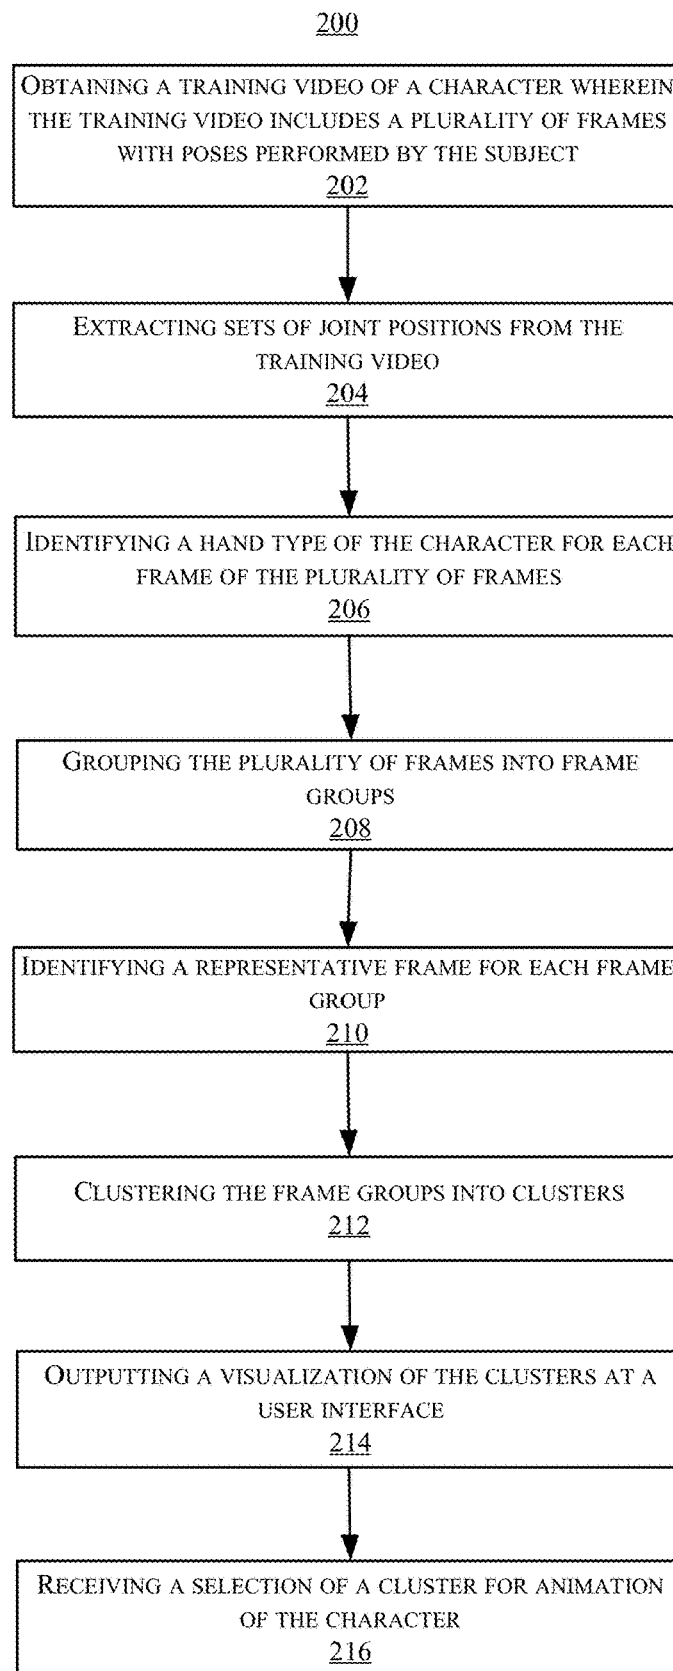 200
OBTAINING A TRAINING VIDEO OF A CHARACTER WHEREIN
THE TRAINING VIDEO INCLUDES A PLURALITY OF FRAMES
WITH POSES PERFORMED BY THE SUBJECT
202
EXTRACTING SETS OF JOINT POSITIONS FROM THE
TRAINING VIDEO
204
IDENTIFYING A HAND TYPE OF THE CHARACTER FOR EACH
FRAME OF THE PLURALITY OF FRAMES
206
GROUPING THE PLURALITY OF FRAMES INTO FRAME
GROUPS
208
IDENTIFYING A REPRESENTATIVE FRAME FOR EACH FRAME
GROUP
210
CLUSTERING THE FRAME GROUPS INTO CLUSTERS
212
OUTPUTTING A VISUALIZATION OF THE CLUSTERS AT A
USER INTERFACE
214
RECEIVING A SELECTION OF A CLUSTER FOR ANIMATION
OF THE CHARACTER
216